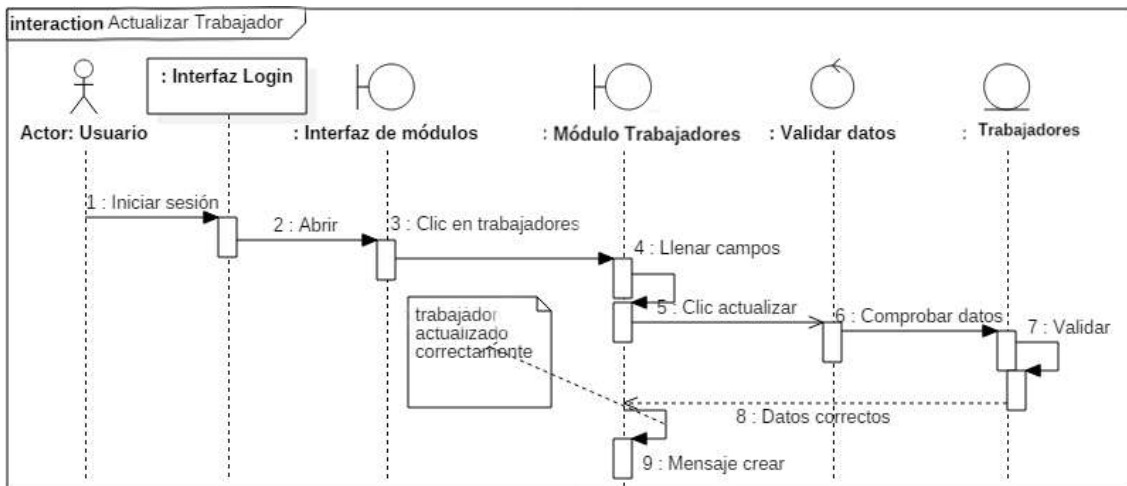 interaction Actualizar Trabajador
: Interfaz Login
Actor: Usuario
: Interfaz de módulos
: Módulo Trabajadores
: Validar datos
: Trabajadores
1 : Iniciar sesión
2 : Abrir
3 : Clic en trabajadores
4 : Llenar campos
5 : Clic actualizar
6 : Comprobar datos
7 : Validar
trabajador
actualizado
correctamente
8 : Datos correctos
9 : Mensaje crear